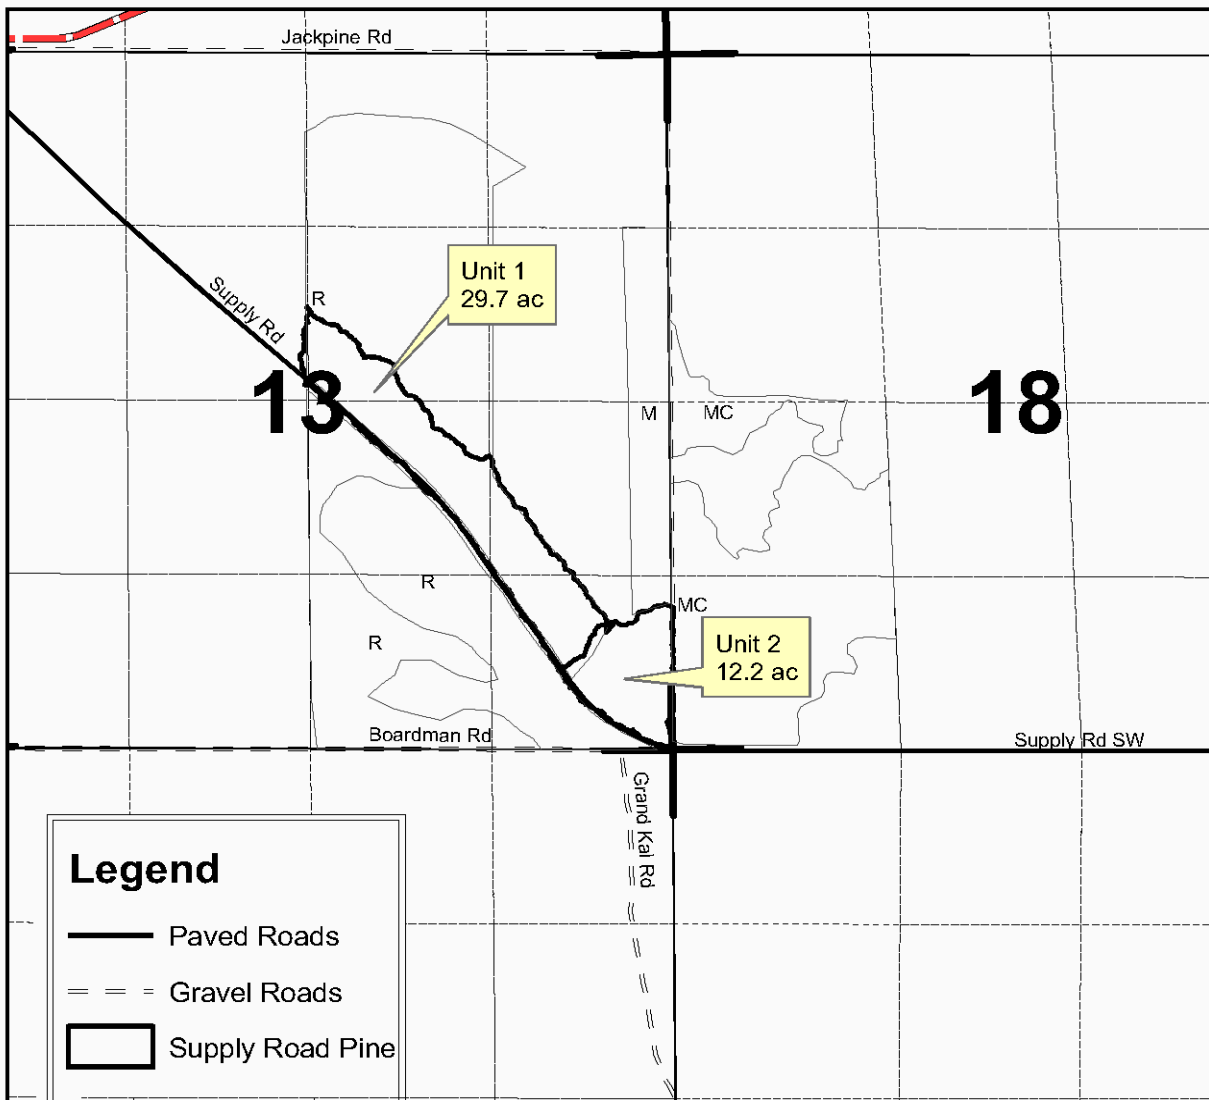 Jackpine Rd
Supply Rd
R
Unit 1
29.7 ac
13
M
MC
18
R
MC
R
Unit 2
12.2 ac
Boardman Rd
Supply Rd SW
Grand Kal Rd
Legend
Paved Roads
Gravel Roads
Supply Road Pine